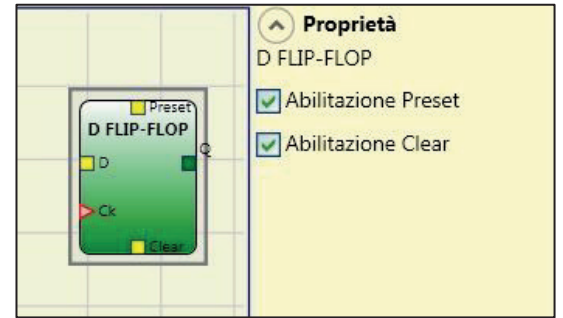 Preset
D FLIP-FLOP
Q
D
Ck
Clear
Proprietà
D FLIP-FLOP
Abilitazione Preset
Abilitazione Clear